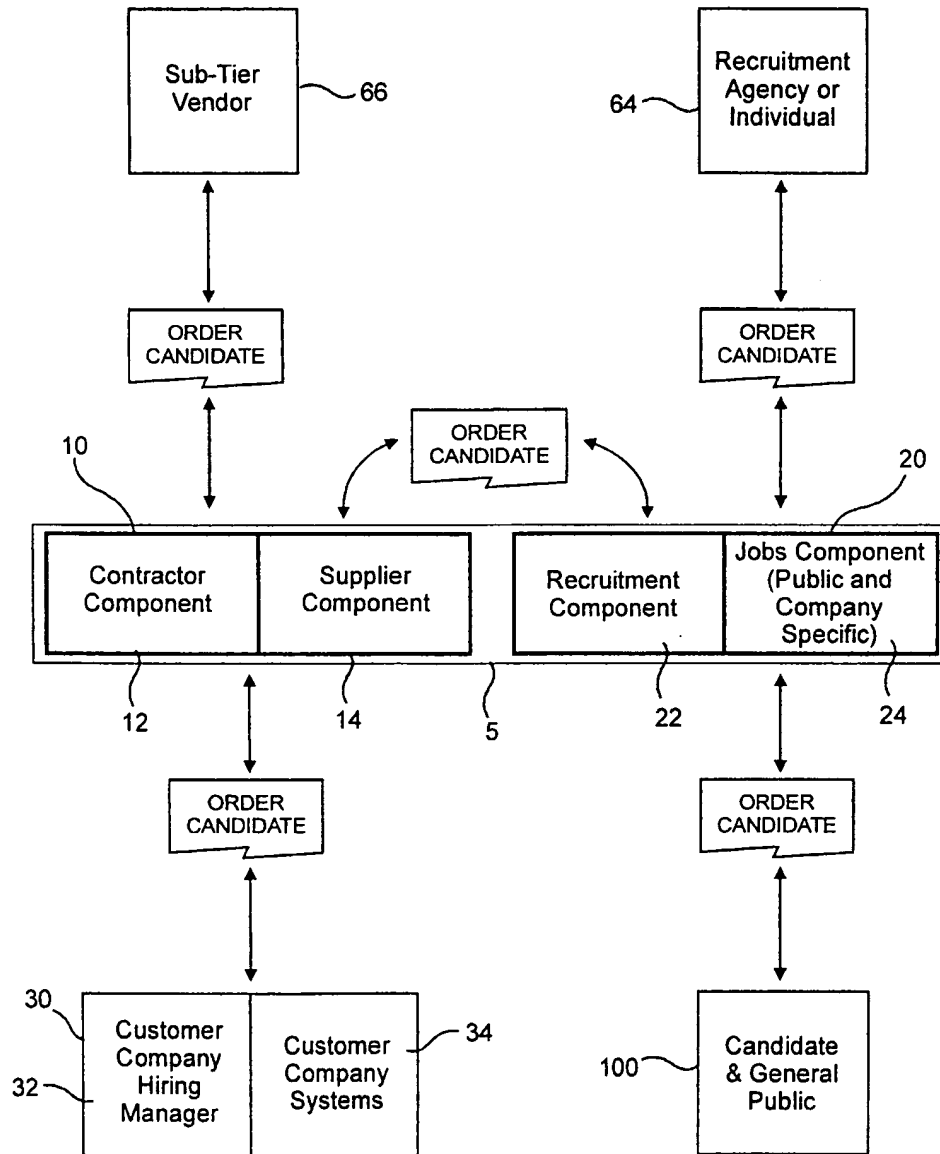 Sub-Tier
Vendor
66
Recruitment
Agency or
Individual
64
ORDER
CANDIDATE
ORDER
CANDIDATE
ORDER
CANDIDATE
10
20
Contractor
Component
Supplier
Component
Recruitment
Component
Jobs Component
(Public and
Company
Specific)
12
14
5
22
24
ORDER
CANDIDATE
ORDER
CANDIDATE
30
32
Customer
Company
Hiring
Manager
Customer
Company
Systems
34
100
Candidate
& General
Public